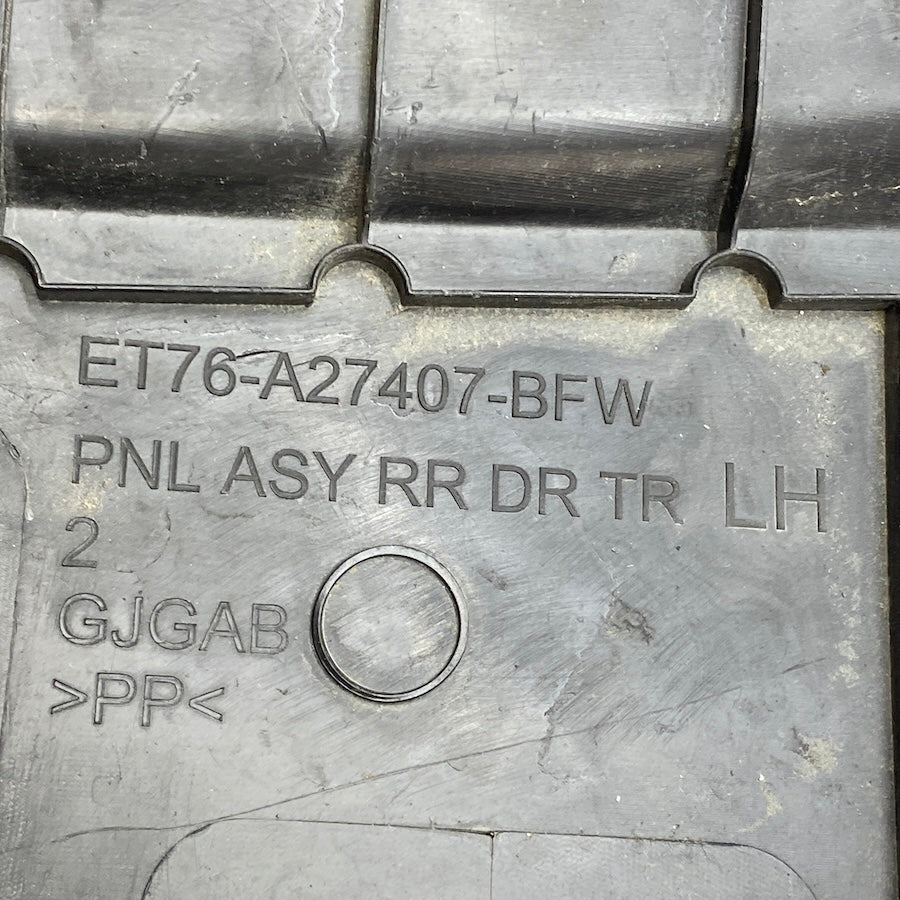 ET76-A27407-BFW
PNL ASY RR DR TR LH
2
GJGAB
>PP<